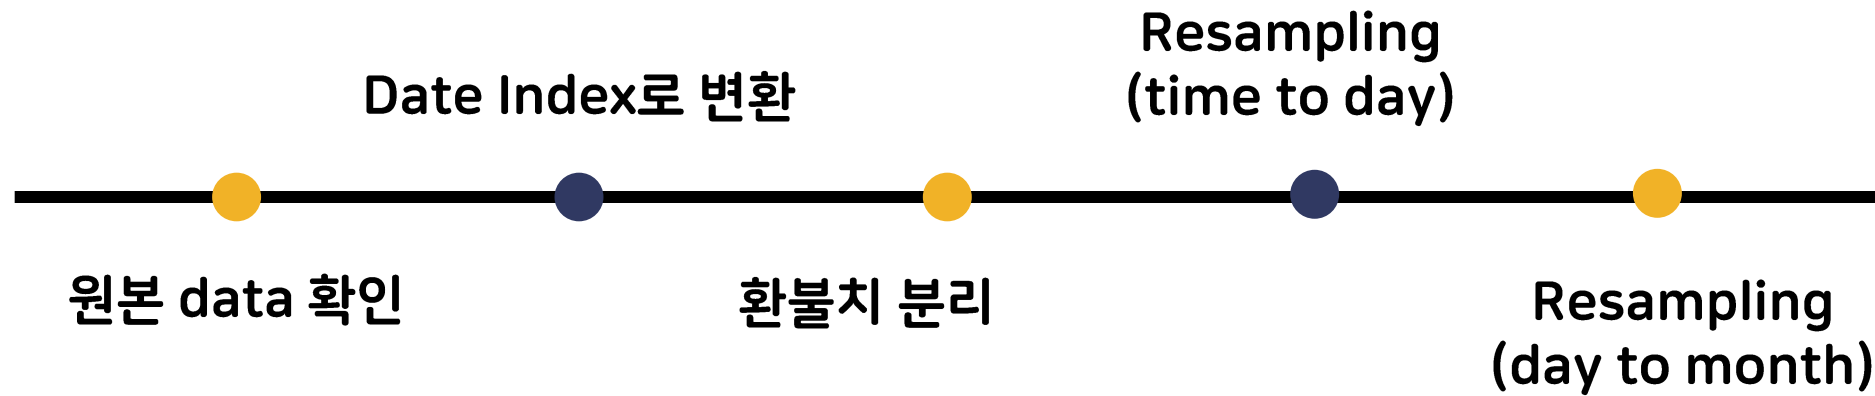 원본 data 확인
Date Index로 변환
환불치 분리
Resampling
(time to day)
Resampling
(day to month)